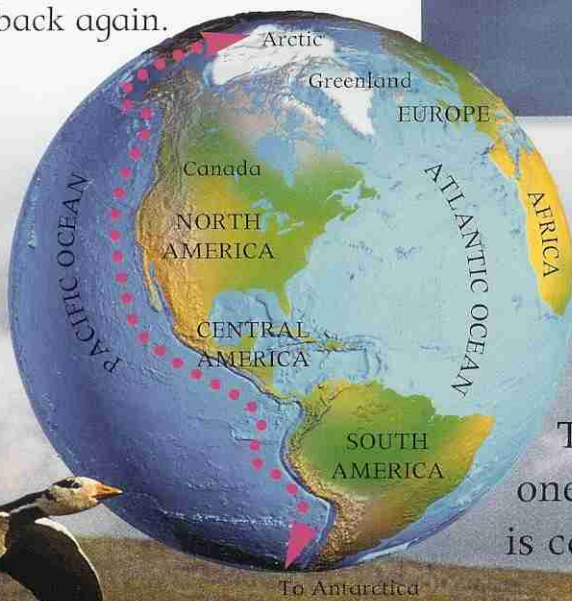 back again.
Arctic
Greenland
EUROPE
Canada
NORTH
AMERICA
AFRICA
PACIFIC OCEAN
ATLANTIC OCEAN
CENTRAL
AMERICA
SOUTH
AMERICA
one
is
To Antarctica